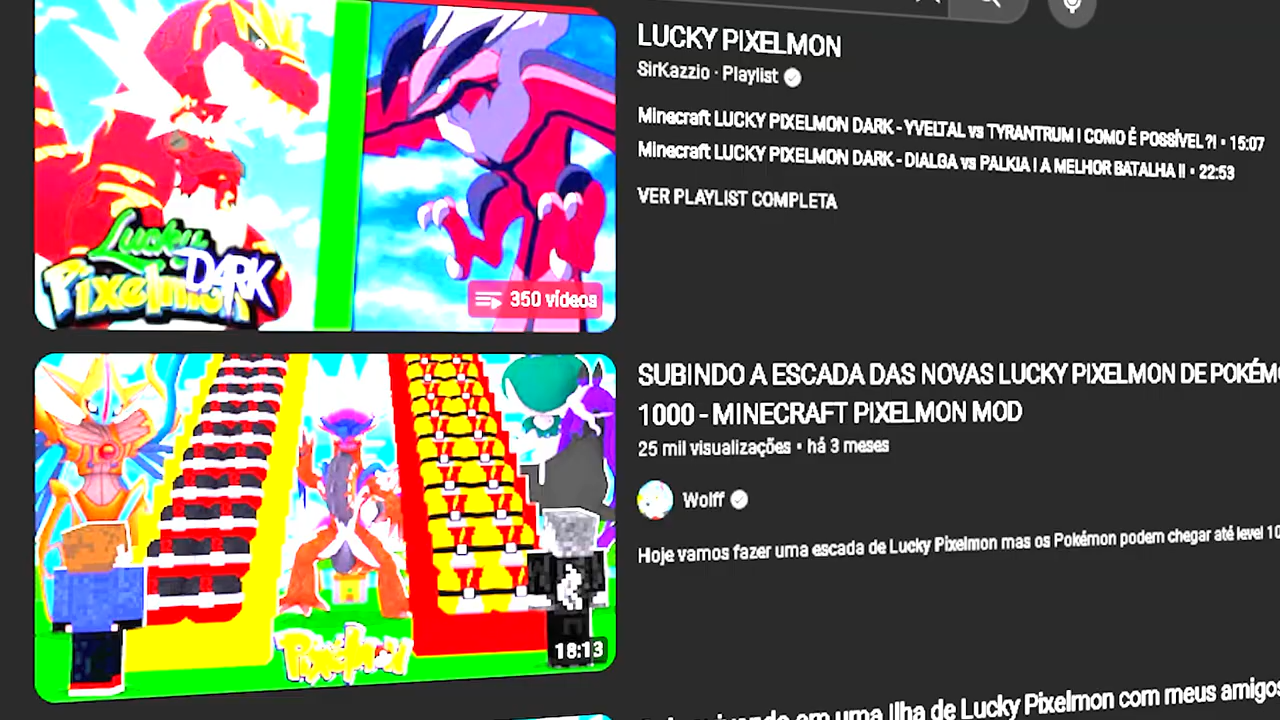 LUCKY PIXELMON
SirKazzio · Playlist
Minecraft LUCKY PIXELMON DARK - YVELTAL vs TYRANTRUM | COMO É POSSÍVEL ?! • 15:07
Minecraft LUCKY PIXELMON DARK - DIALGA vs PALKIA | A MELHOR BATALHA !! • 22:53
VER PLAYLIST COMPLETA
Lucky
DARK
Pixelmon
350 vídeos
SUBINDO A ESCADA DAS NOVAS LUCKY PIXELMON DE POKÉMO
1000 - MINECRAFT PIXELMON MOD
25 mil visualizações • há 3 meses
Wolff
Hoje vamos fazer uma escada de Lucky Pixelmon mas os Pokémon podem chegar até level 10
Pixelmon
18:13
em uma Ilha de Lucky Pixelmon com meus amigos